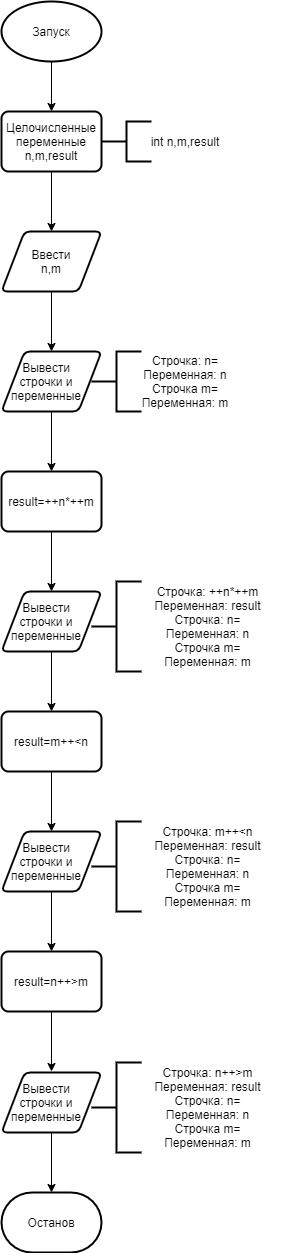 Запуск
Целочисленные
переменные
n,m,result
int n,m,result
Ввести
n,m
Вывести
строчки и
переменные
Строчка: n=
Переменная: n
Строчка m=
Переменная: m
result=++n*++m
Вывести
строчки и
переменные
Строчка: ++n*++m
Переменная: result
Строчка: n=
Переменная: n
Строчка m=
Переменная: m
result=m++<n
Вывести
строчки и
переменные
Строчка: m++<n
Переменная: result
Строчка: n=
Переменная: n
Строчка m=
Переменная: m
result=n++>m
Вывести
строчки и
переменные
Строчка: n++>m
Переменная: result
Строчка: n=
Переменная: n
Строчка m=
Переменная: m
Останов